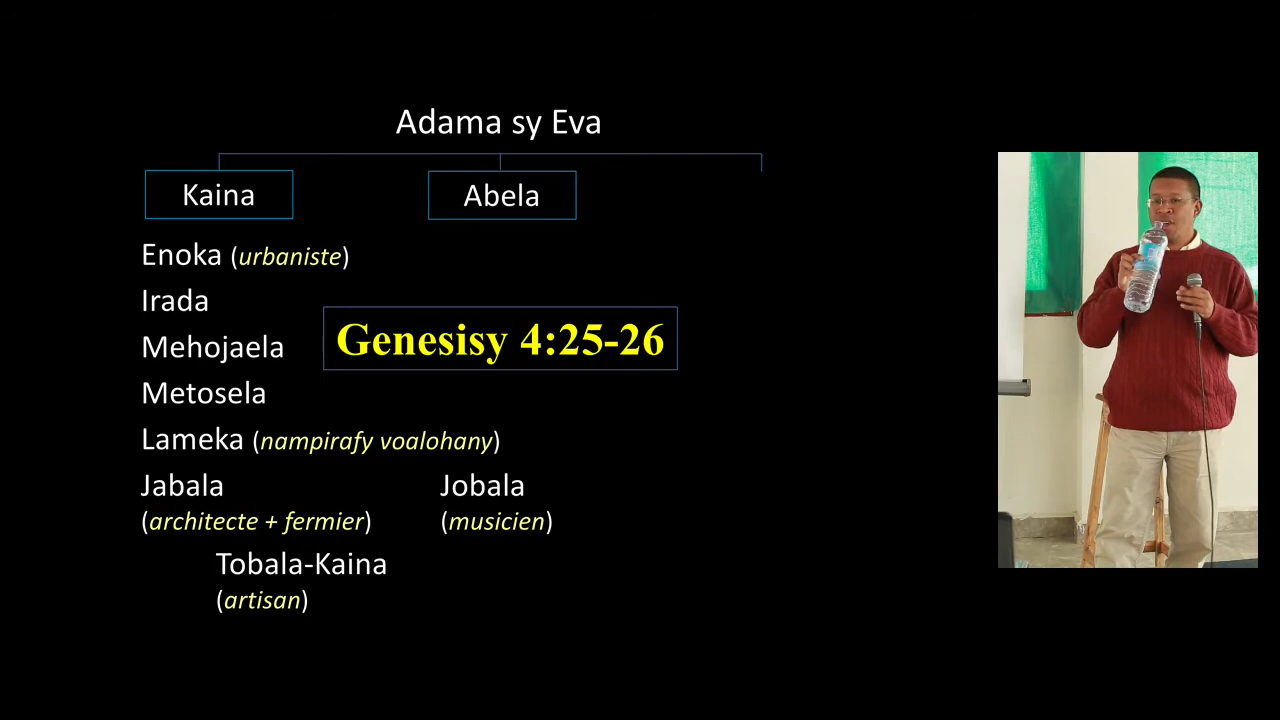 Adama sy Eva
Kaina
Abela
Enoka (urbaniste)
Irada
Genesisy 4:25-26
Mehojaela
Metosela
Lameka (nampirafy voalohany)
Jabala
(architecte + fermier)
Jobala
(musicien)
Tobala-Kaina
(artisan)